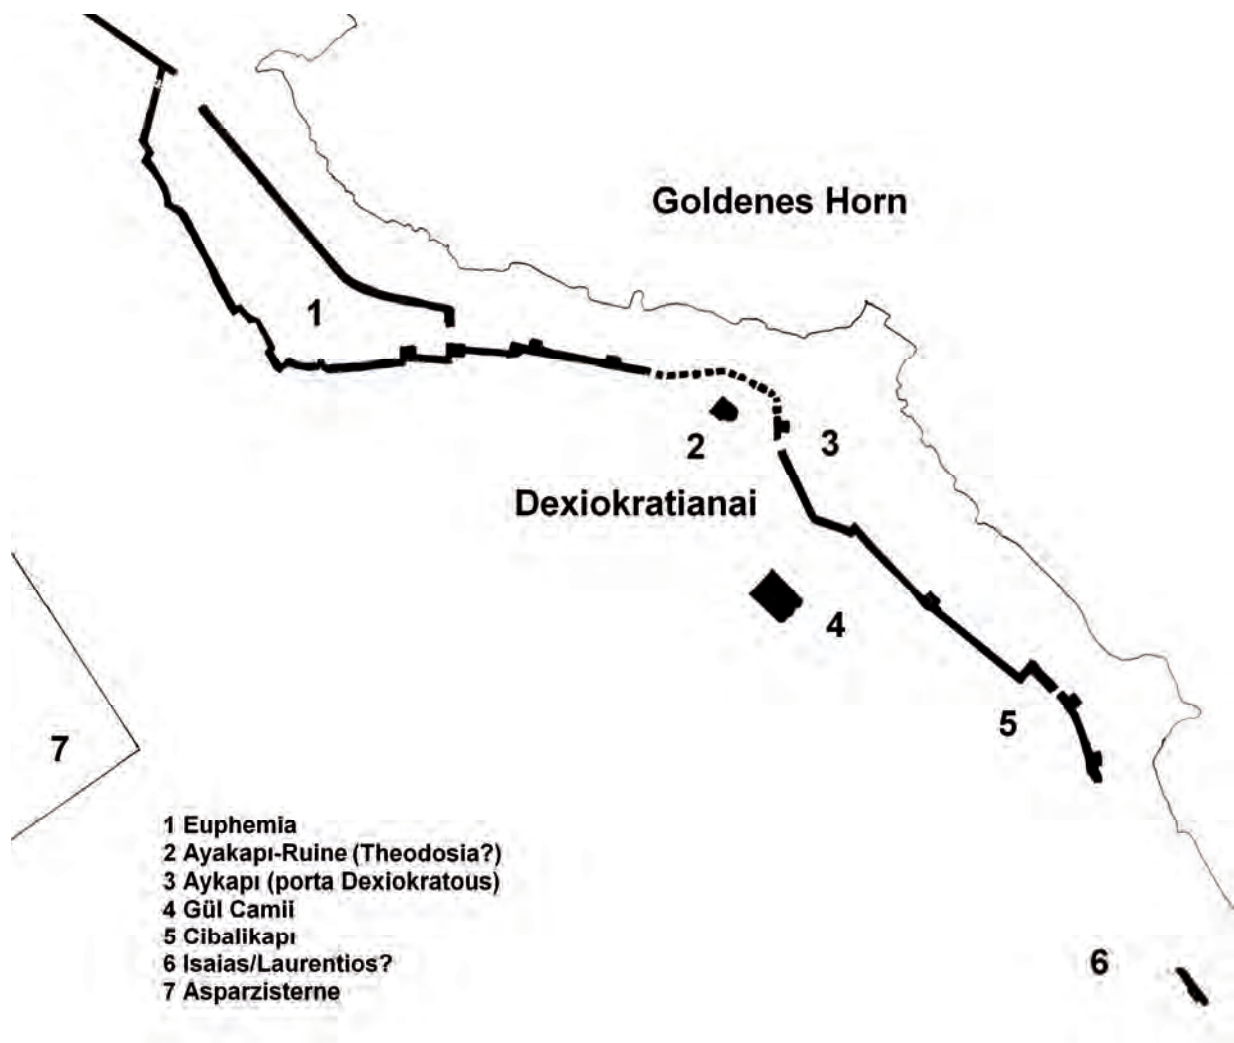 Goldenes Horn
1
2
3
Dexiokratianai
4
5
7
1 Euphemia
2 Ayakapı-Ruine (Theodosia?)
3 Aykapı (porta Dexiokratous)
4 Gül Camii
5 Cibalikapı
6 Isaias/Laurentios?
7 Asparzisterne
6